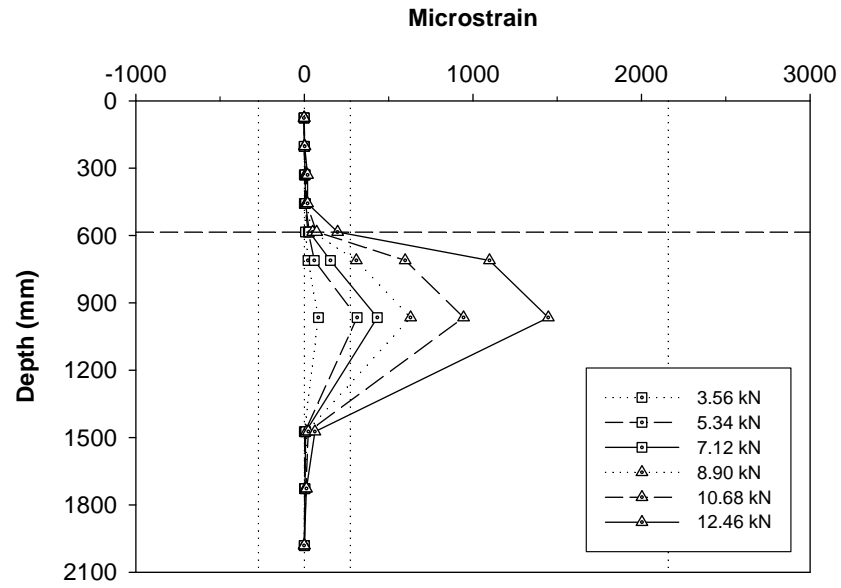 Microstrain
-1000 0 1000 2000 3000
0
300
600
900
1200
1500
1800
2100
Depth (mm)
3.56 kN
5.34 kN
7.12 kN
8.90 kN
10.68 kN
12.46 kN